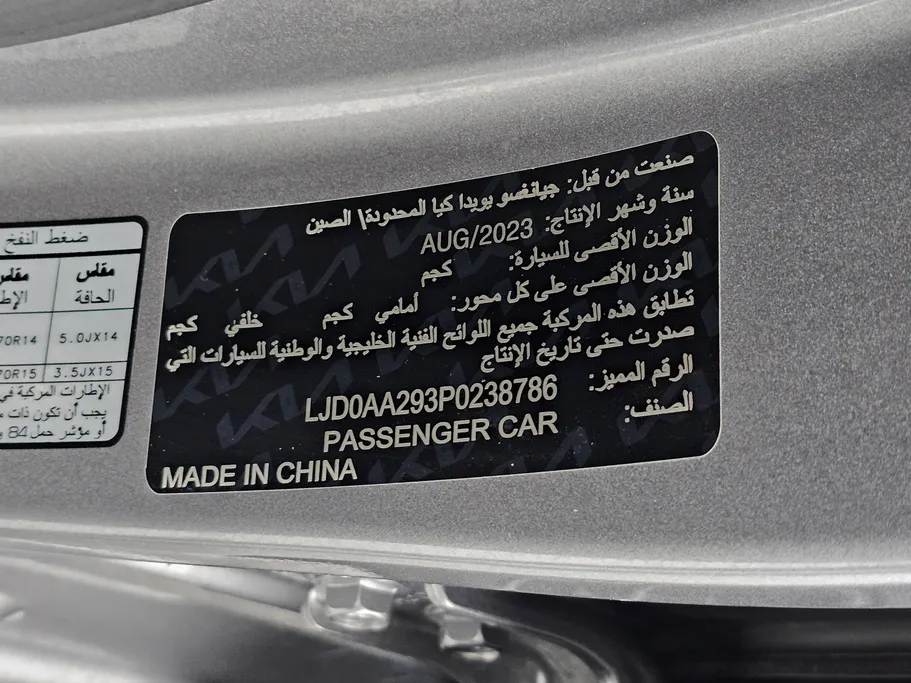 صنعت من قبل: جيانغسو يويدا كيا المحدودة\ الصين
سنة وشهر الإنتاج: AUG/2023
الوزن الأقصى للسيارة: كجم
الوزن الأقصى على كل محور: أمامي كجم خلفي كجم
تطابق هذه المركبة جميع اللوائح الفنية الخليجية والوطنية للسيارات التي
صدرت حتى تاريخ الإنتاج
الرقم المميز: LJD0AA293P0238786
الصنف: PASSENGER CAR
MADE IN CHINA
ضغط النفخ
مقاس
الحافة
5.0JX14 70R14
3.5JX15 70R15
الإطارات المركبة في
يجب أن تكون ذات
أو مؤشر حمل 84